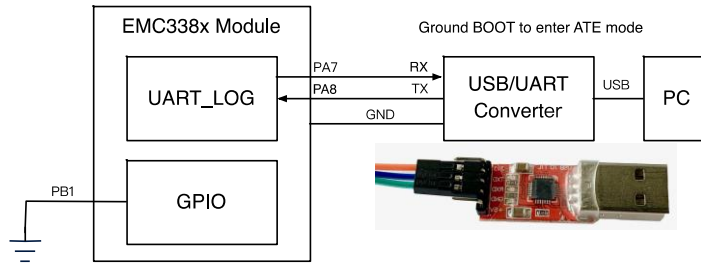 EMC338x Module
Ground BOOT to enter ATE mode
UART_LOG
PA7
RX
PA8
TX
GND
USB/UART
Converter
USB
PC
PB1
GPIO